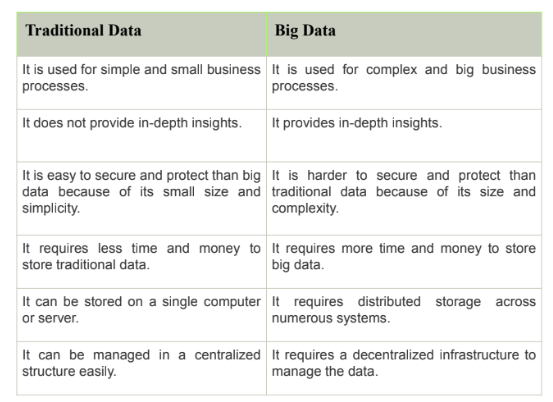 Traditional Data
Big Data
It is used for simple and small business
processes.
It is used for complex and big business
processes.
It does not provide in-depth insights.
It provides in-depth insights.
It is easy to secure and protect than big
data because of its small size and
simplicity.
It is harder to secure and protect than
traditional data because of its size and
complexity.
It requires less time and money to
store traditional data.
It requires more time and money to store
big data.
It can be stored on a single computer
or server.
It requires distributed storage across
numerous systems.
It can be managed in a centralized
structure easily.
It requires a decentralized infrastructure to
manage the data.